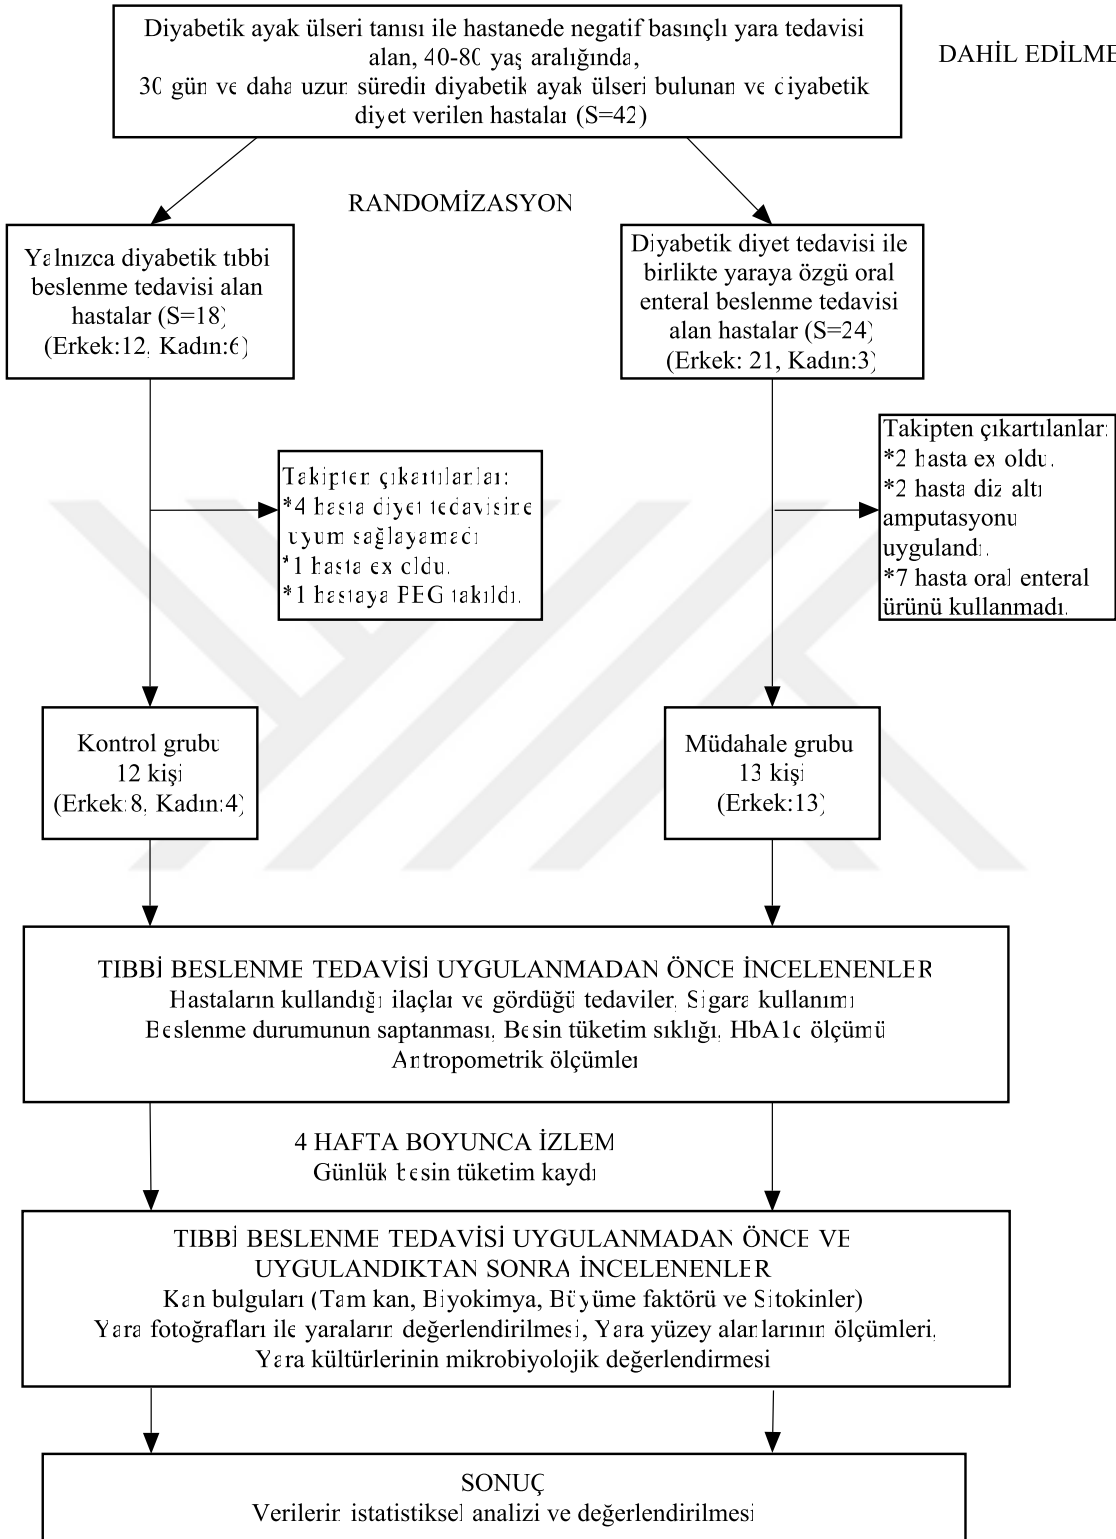 Diyabetik ayak ülseri tanısı ile hastanede negatif basınçlı yara tedavisi
alan, 40-80 yaş aralığında,
30 gün ve daha uzun süredir diyabetik ayak ülseri bulunan ve diyabetik
diyet verilen hastalar (S=42)
DAHİL EDİLME
RANDOMİZASYON
Yalnızca diyabetik tıbbi
beslenme tedavisi alan
hastalar (S=18)
(Erkek:12, Kadın:6)
Diyabetik diyet tedavisi ile
birlikte yaraya özgü oral
enteral beslenme tedavisi
alan hastalar (S=24)
(Erkek: 21, Kadın:3)
Takipten çıkartılanlar:
*4 hasta diyet tedavisine
uyum sağlayamadı
*1 hasta ex oldu.
*1 hastaya PEG takıldı.
Takipten çıkartılanlar:
*2 hasta ex oldu.
*2 hasta diz altı
amputasyonu
uygulandı.
*7 hasta oral enteral
ürünü kullanmadı.
Kontrol grubu
12 kişi
(Erkek:8, Kadın:4)
Müdahale grubu
13 kişi
(Erkek:13)
TIBBİ BESLENME TEDAVİSİ UYGULANMADAN ÖNCE İNCELENENLER
Hastaların kullandığı ilaçlar ve gördüğü tedaviler, Sigara kullanımı
Beslenme durumunun saptanması, Besin tüketim sıklığı, HbA1c ölçümü
Antropometrik ölçümler
4 HAFTA BOYUNCA İZLEM
Günlük besin tüketim kaydı
TIBBİ BESLENME TEDAVİSİ UYGULANMADAN ÖNCE VE
UYGULANDIKTAN SONRA İNCELENENLER
Kan bulguları (Tam kan, Biyokimya, Büyüme faktörü ve Sitokinler)
Yara fotoğrafları ile yaraların değerlendirilmesi, Yara yüzey alanlarının ölçümleri,
Yara kültürlerinin mikrobiyolojik değerlendirmesi
SONUÇ
Verilerin istatistiksel analizi ve değerlendirilmesi